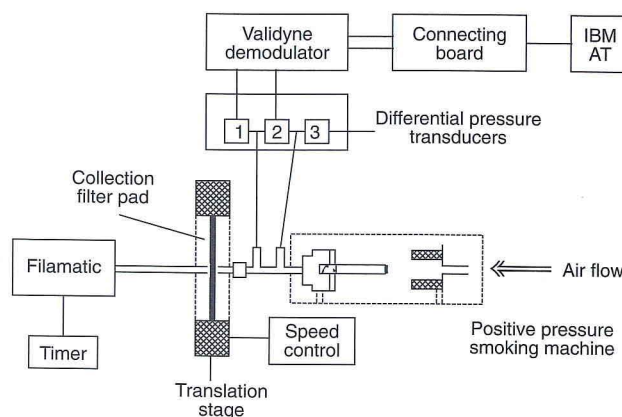 Validyne
demodulator
Connecting
board
IBM
AT
1
2
3
Differential pressure
transducers
Collection
filter pad
Filamatic
Air flow
Timer
Speed
control
Positive pressure
smoking machine
Translation
stage